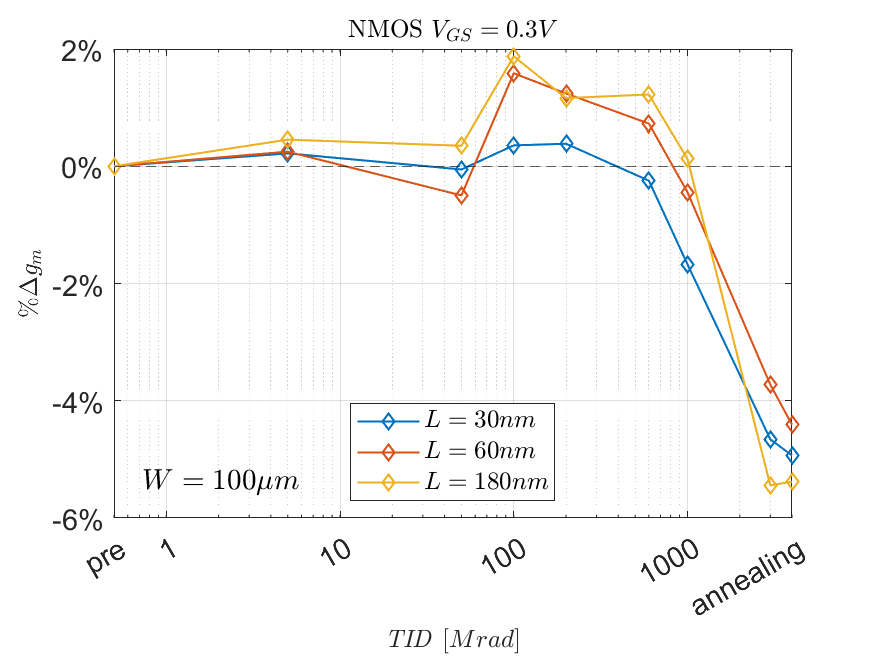 NMOS V_GS = 0.3V
2%
0%
-2%
-4%
-6%
%Δg_m
L = 30nm
L = 60nm
L = 180nm
W = 100μm
pre 1 10 100 1000 annealing
TID [Mrad]